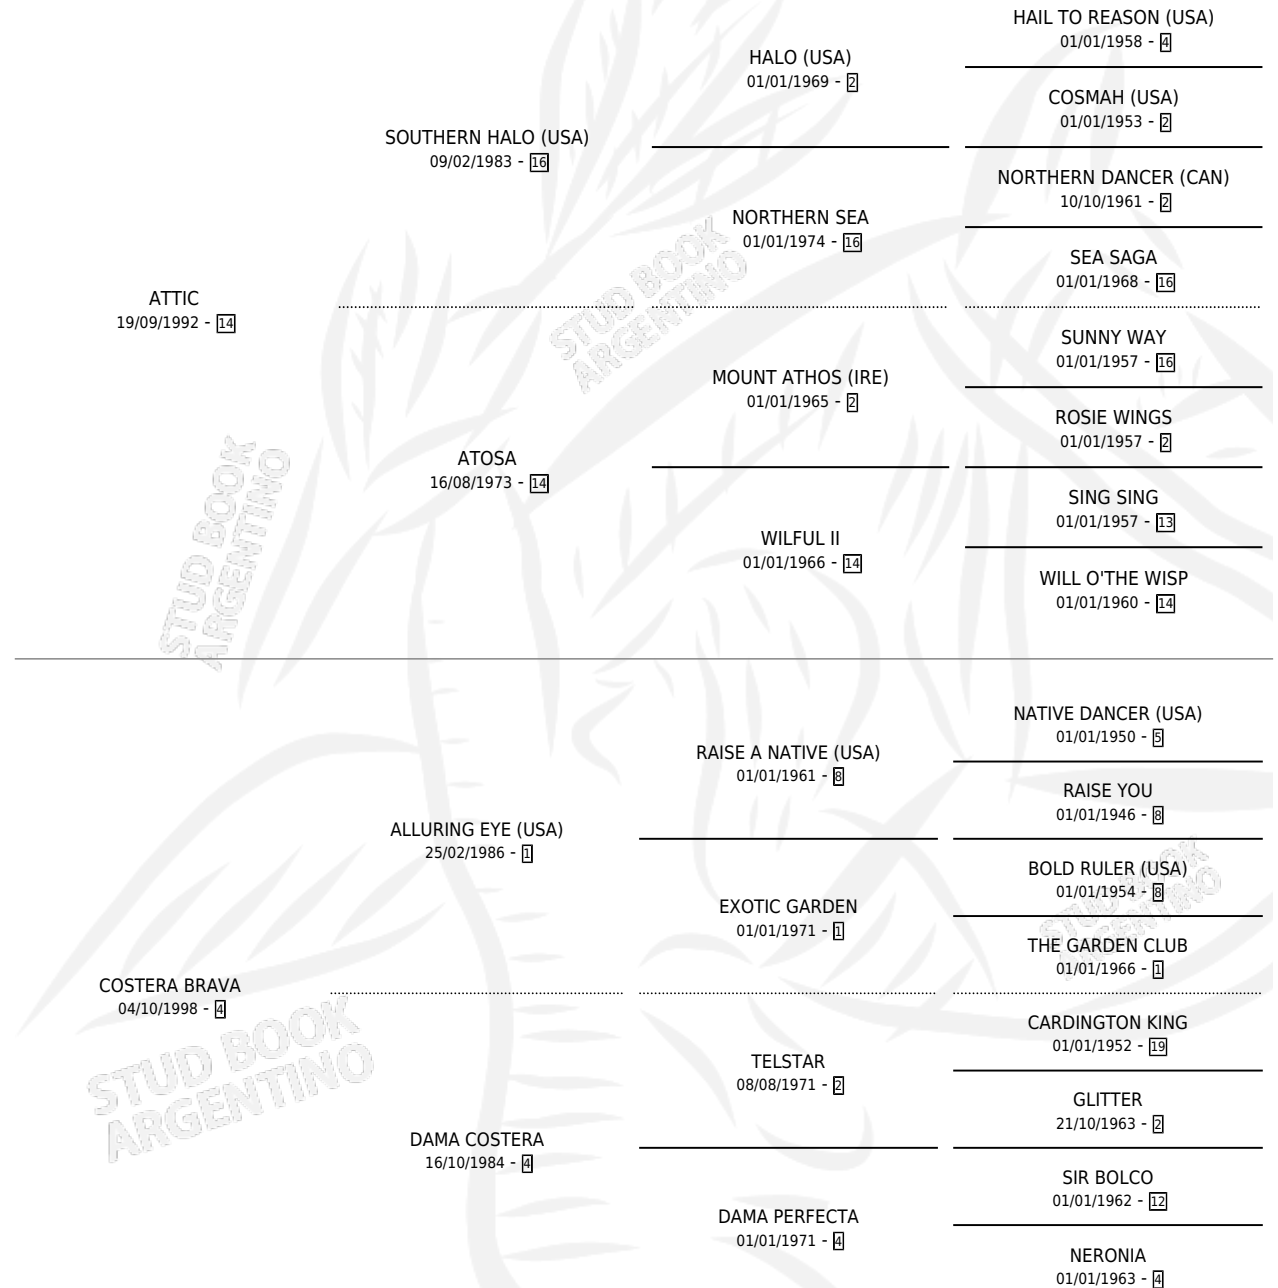 HAIL TO REASON (USA)
01/01/1958 - 4
HALO (USA)
01/01/1969 - 2
COSMAH (USA)
01/01/1953 - 2
SOUTHERN HALO (USA)
09/02/1983 - 16
NORTHERN DANCER (CAN)
10/10/1961 - 2
NORTHERN SEA
01/01/1974 - 16
SEA SAGA
01/01/1968 - 16
ATTIC
19/09/1992 - 14
SUNNY WAY
01/01/1957 - 16
MOUNT ATHOS (IRE)
01/01/1965 - 2
ROSIE WINGS
01/01/1957 - 2
ATOSA
16/08/1973 - 14
SING SING
01/01/1957 - 13
WILFUL II
01/01/1966 - 14
WILL O'THE WISP
01/01/1960 - 14
NATIVE DANCER (USA)
01/01/1950 - 5
RAISE A NATIVE (USA)
01/01/1961 - 8
RAISE YOU
01/01/1946 - 8
ALLURING EYE (USA)
25/02/1986 - 1
BOLD RULER (USA)
01/01/1954 - 8
EXOTIC GARDEN
01/01/1971 - 1
THE GARDEN CLUB
01/01/1966 - 1
COSTERA BRAVA
04/10/1998 - 4
CARDINGTON KING
01/01/1952 - 19
TELSTAR
08/08/1971 - 2
GLITTER
21/10/1963 - 2
DAMA COSTERA
16/10/1984 - 4
SIR BOLCO
01/01/1962 - 12
DAMA PERFECTA
01/01/1971 - 4
NERONIA
01/01/1963 - 4
STUD BOOK
ARGENTINO
STUD BOOK
ARGENTINO
STUD BOOK
ARGENTINO
STUD BOOK
ARGENTINO